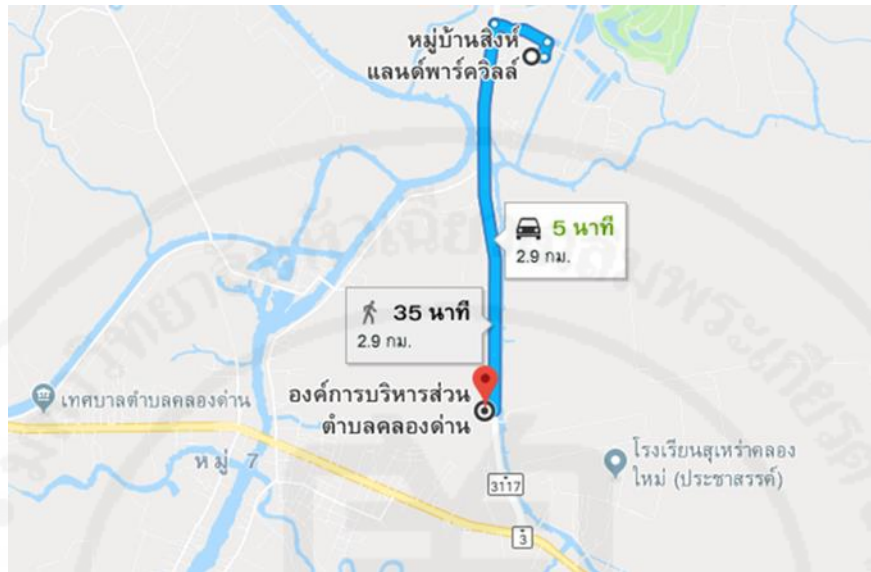 หมู่บ้านสิงห์
แลนด์พาร์ควิลล์
5 นาที
2.9 กม.
35 นาที
2.9 กม.
องค์การบริหารส่วน
ตำบลคลองด่าน
เทศบาลตำบลคลองด่าน
หมู่ 7
โรงเรียนสุเหร่าคลอง
ใหม่ (ประชาสรรค์)
3117
3